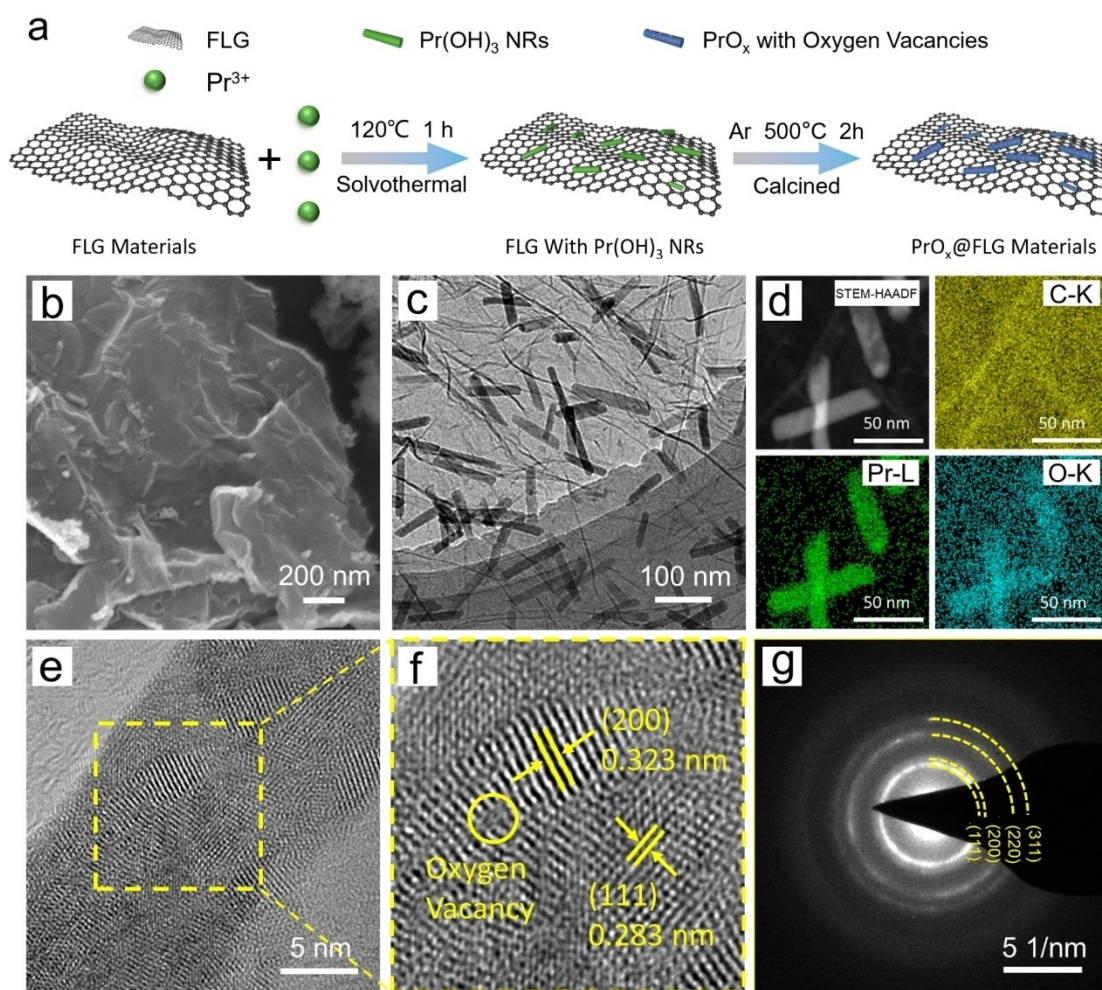 a
FLG
Pr(OH)₃ NRs
PrOₓ with Oxygen Vacancies
Pr³⁺
+
120℃ 1 h
Solvothermal
Ar 500°C 2h
Calcined
FLG Materials
FLG With Pr(OH)₃ NRs
PrOₓ@FLG Materials
b
200 nm
c
100 nm
d
STEM-HAADF
50 nm
C-K
50 nm
Pr-L
50 nm
O-K
50 nm
e
5 nm
f
(200)
0.323 nm
Oxygen
Vacancy
(111)
0.283 nm
g
(111)
(200)
(220)
(311)
5 1/nm